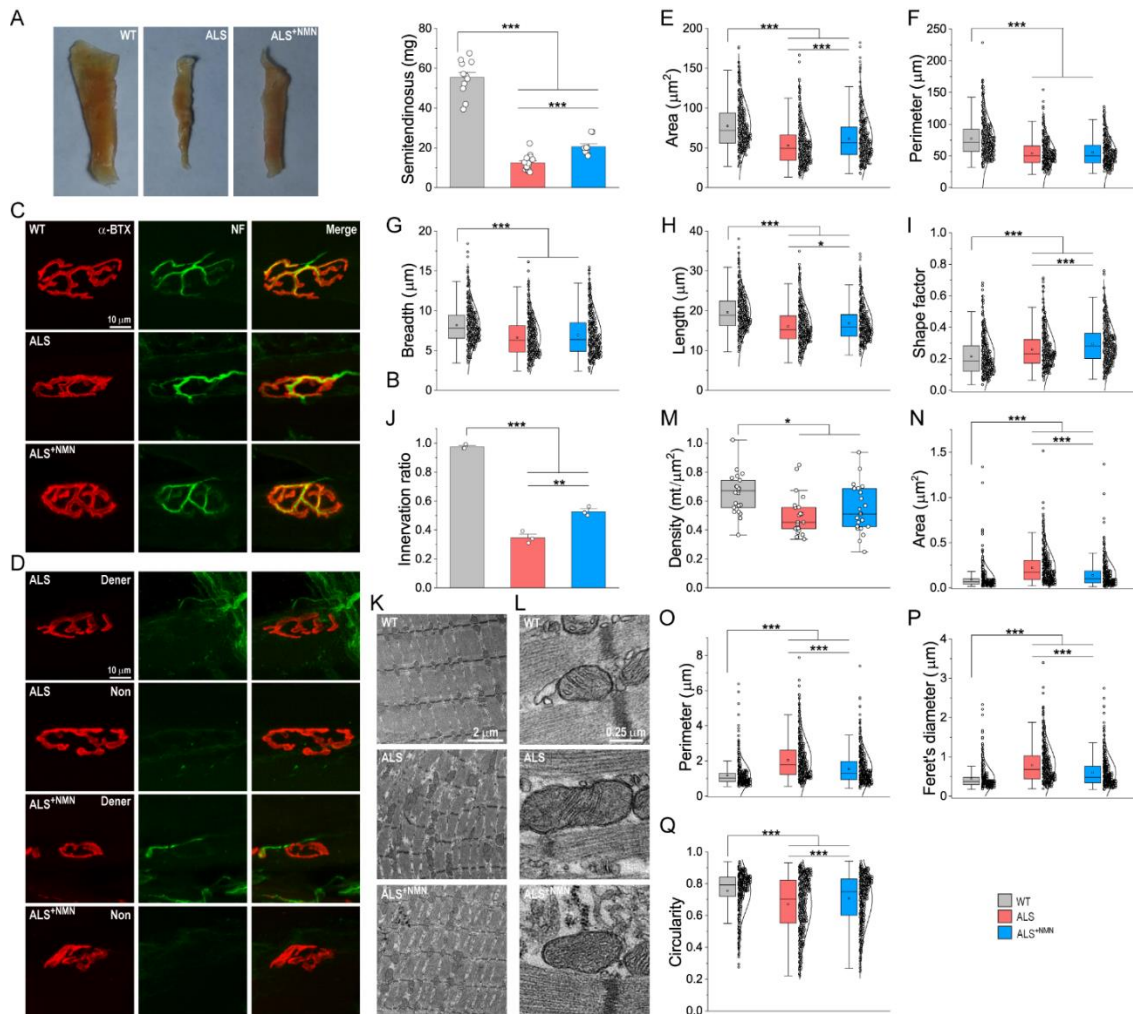 A
WT
ALS
ALS+NMN
Semitendinosus (mg)
80
60
40
20
0
***
***
E
Area (μm²)
200
150
100
50
0
***
***
F
Perimeter (μm)
250
200
150
100
50
0
***
C
WT
α-BTX
NF
Merge
10 μm
ALS
ALS+NMN
G
Breadth (μm)
20
15
10
5
0
***
B
H
Length (μm)
40
30
20
10
0
***
*
I
Shape factor
1.0
0.8
0.6
0.4
0.2
0.0
***
***
D
ALS
Dener
10 μm
ALS
Non
ALS+NMN
Dener
ALS+NMN
Non
J
Innervation ratio
1.0
0.8
0.6
0.4
0.2
0.0
***
**
M
Density (mt/μm²)
1.2
1.0
0.8
0.6
0.4
0.2
0.0
*
N
Area (μm²)
2.0
1.5
1.0
0.5
0.0
***
***
K
WT
2 μm
ALS
ALS+NMN
L
WT
0.25 μm
ALS
ALS+NMN
O
Perimeter (μm)
8
6
4
2
0
***
***
P
Feret's diameter (μm)
4
3
2
1
0
***
***
Q
Circularity
1.0
0.8
0.6
0.4
0.2
0.0
***
***
WT
ALS
ALS+NMN